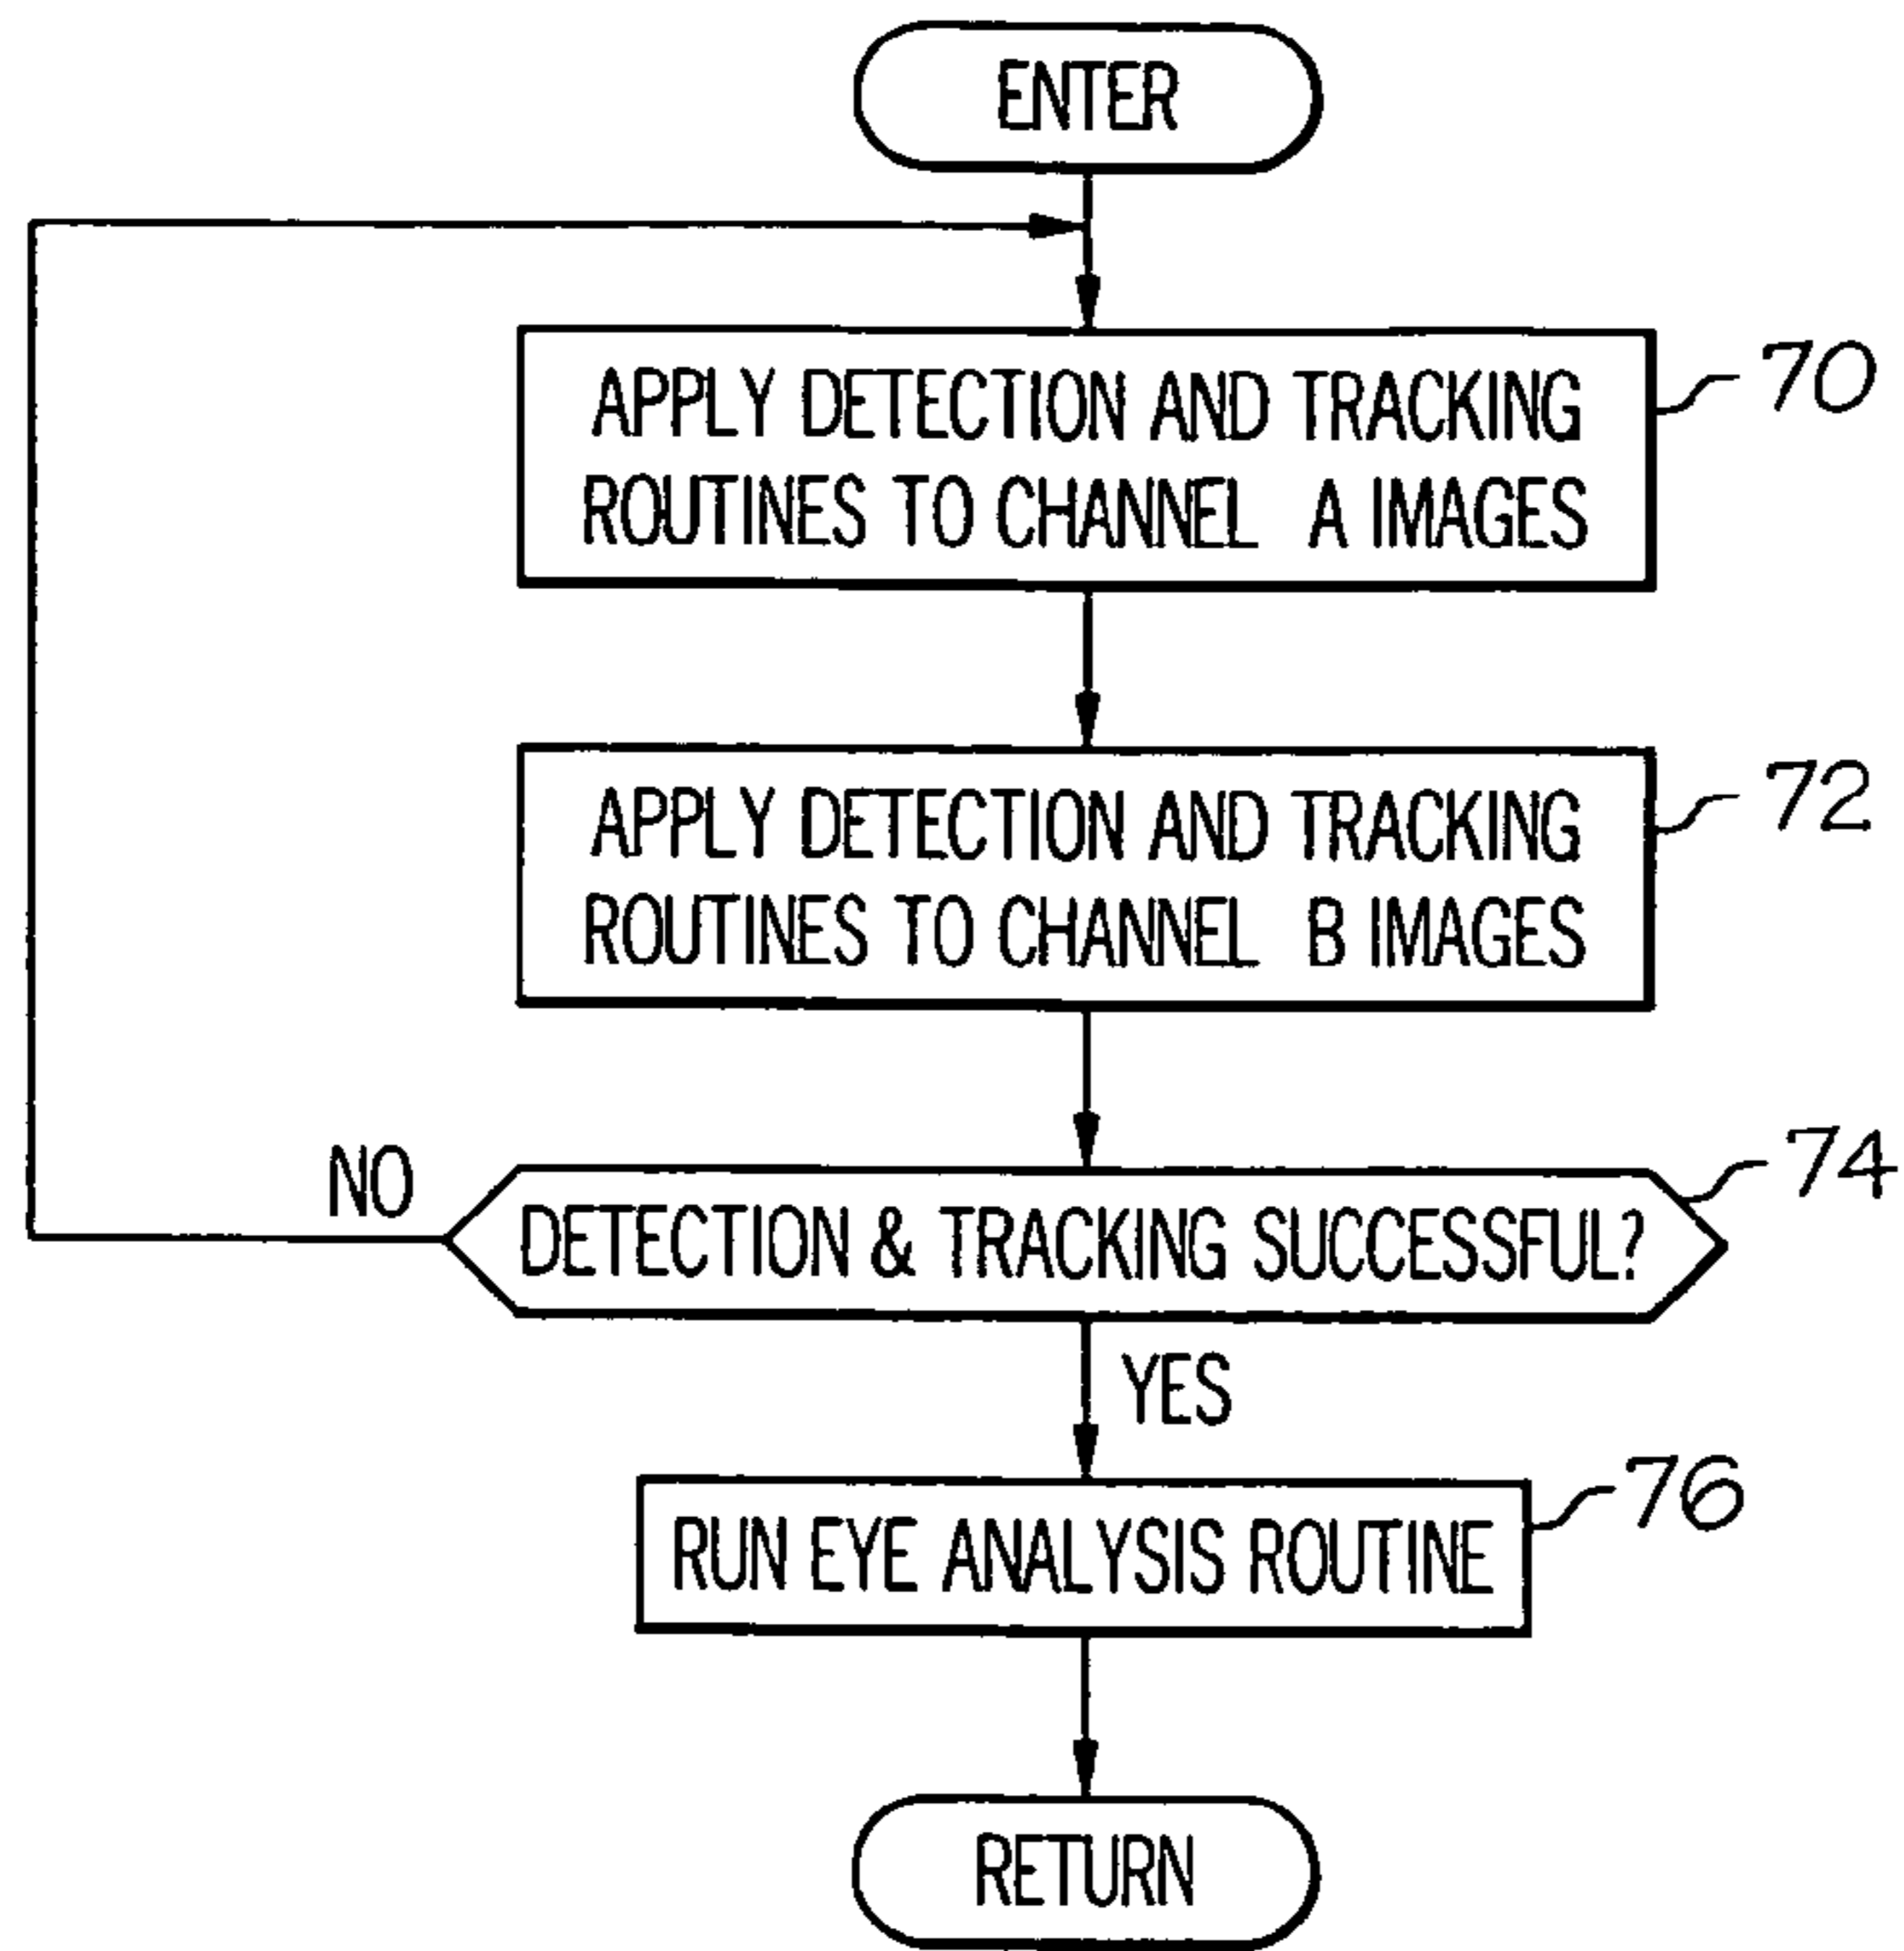 ENTER
APPLY DETECTION AND TRACKING
ROUTINES TO CHANNEL A IMAGES
70
APPLY DETECTION AND TRACKING
ROUTINES TO CHANNEL B IMAGES
72
NO
DETECTION & TRACKING SUCCESSFUL?
74
YES
RUN EYE ANALYSIS ROUTINE
76
RETURN